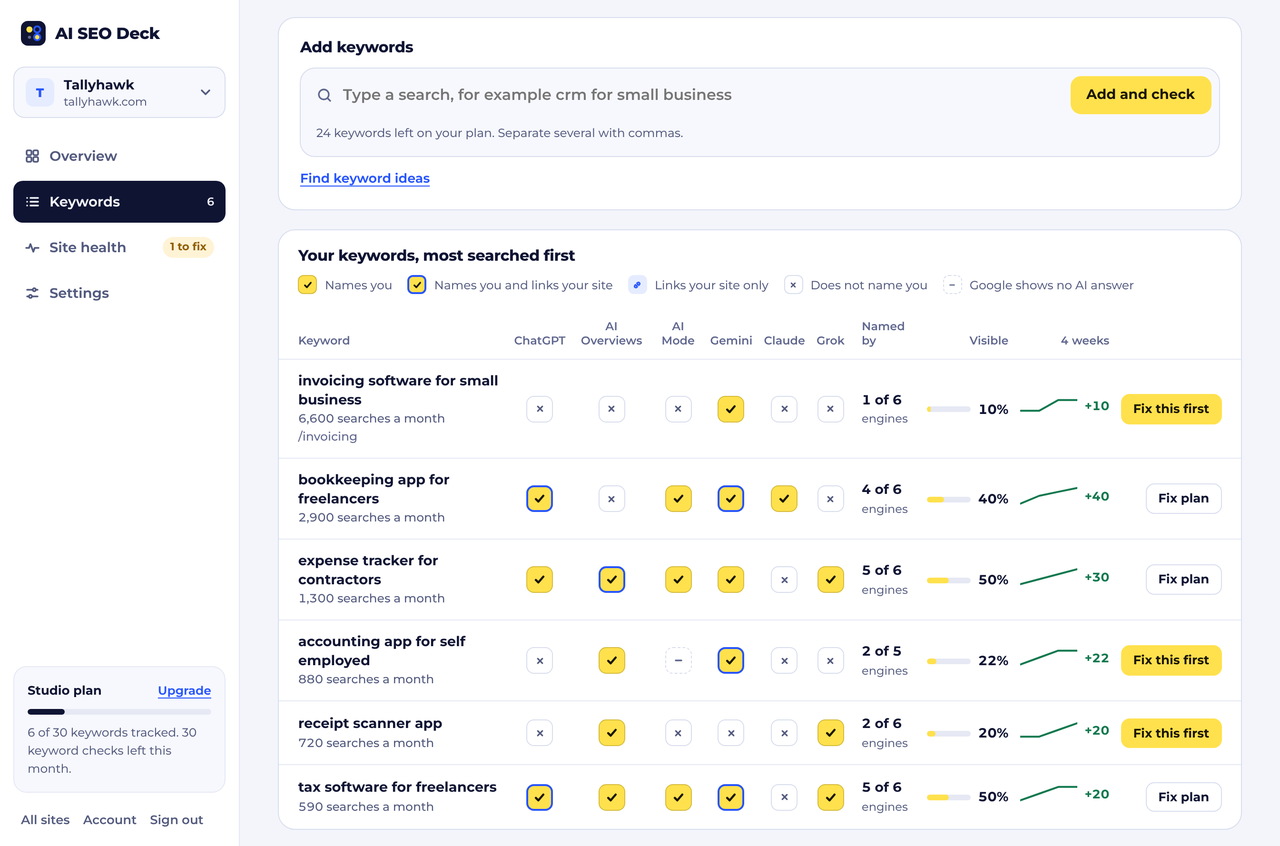 AI SEO Deck
T
Tallyhawk
tallyhawk.com
Overview
Keywords 6
Site health 1 to fix
Settings
Studio plan Upgrade
6 of 30 keywords tracked. 30
keyword checks left this
month.
All sites Account Sign out
Add keywords
Type a search, for example crm for small business
Add and check
24 keywords left on your plan. Separate several with commas.
Find keyword ideas
Your keywords, most searched first
Names you Names you and links your site Links your site only Does not name you Google shows no AI answer
Keyword ChatGPT AI Overviews AI Mode Gemini Claude Grok Named by Visible 4 weeks
invoicing software for small
business
6,600 searches a month
/invoicing
1 of 6
engines
10% +10 Fix this first
bookkeeping app for
freelancers
2,900 searches a month
4 of 6
engines
40% +40 Fix plan
expense tracker for
contractors
1,300 searches a month
5 of 6
engines
50% +30 Fix plan
accounting app for self
employed
880 searches a month
2 of 5
engines
22% +22 Fix this first
receipt scanner app
720 searches a month
2 of 6
engines
20% +20 Fix this first
tax software for freelancers
590 searches a month
5 of 6
engines
50% +20 Fix plan